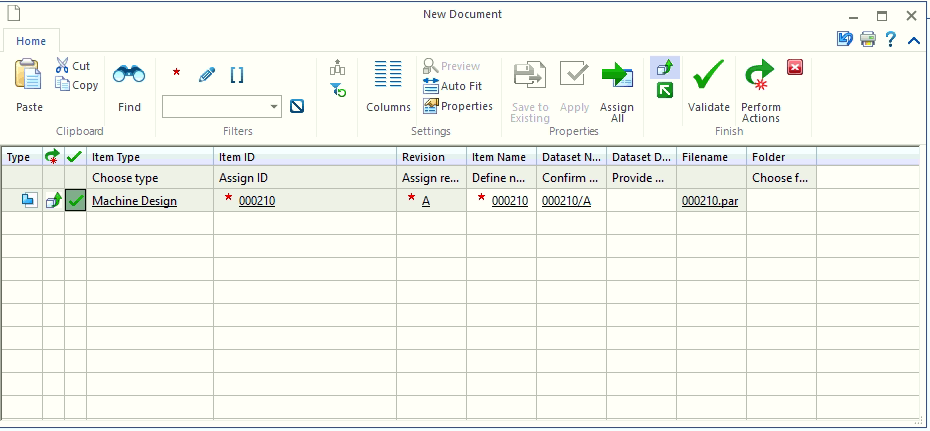 New Document
Home
Paste
Cut
Copy
Clipboard
Find
Filters
Columns
Preview
Auto Fit
Properties
Settings
Save to Existing
Apply
Assign All
Properties
Validate
Perform Actions
Finish
Type Item Type Item ID Revision Item Name Dataset N... Dataset D... Filename Folder
Choose type Assign ID Assign re... Define n... Confirm ... Provide ... Choose f...
Machine Design * 000210 * A * 000210 000210/A 000210.par